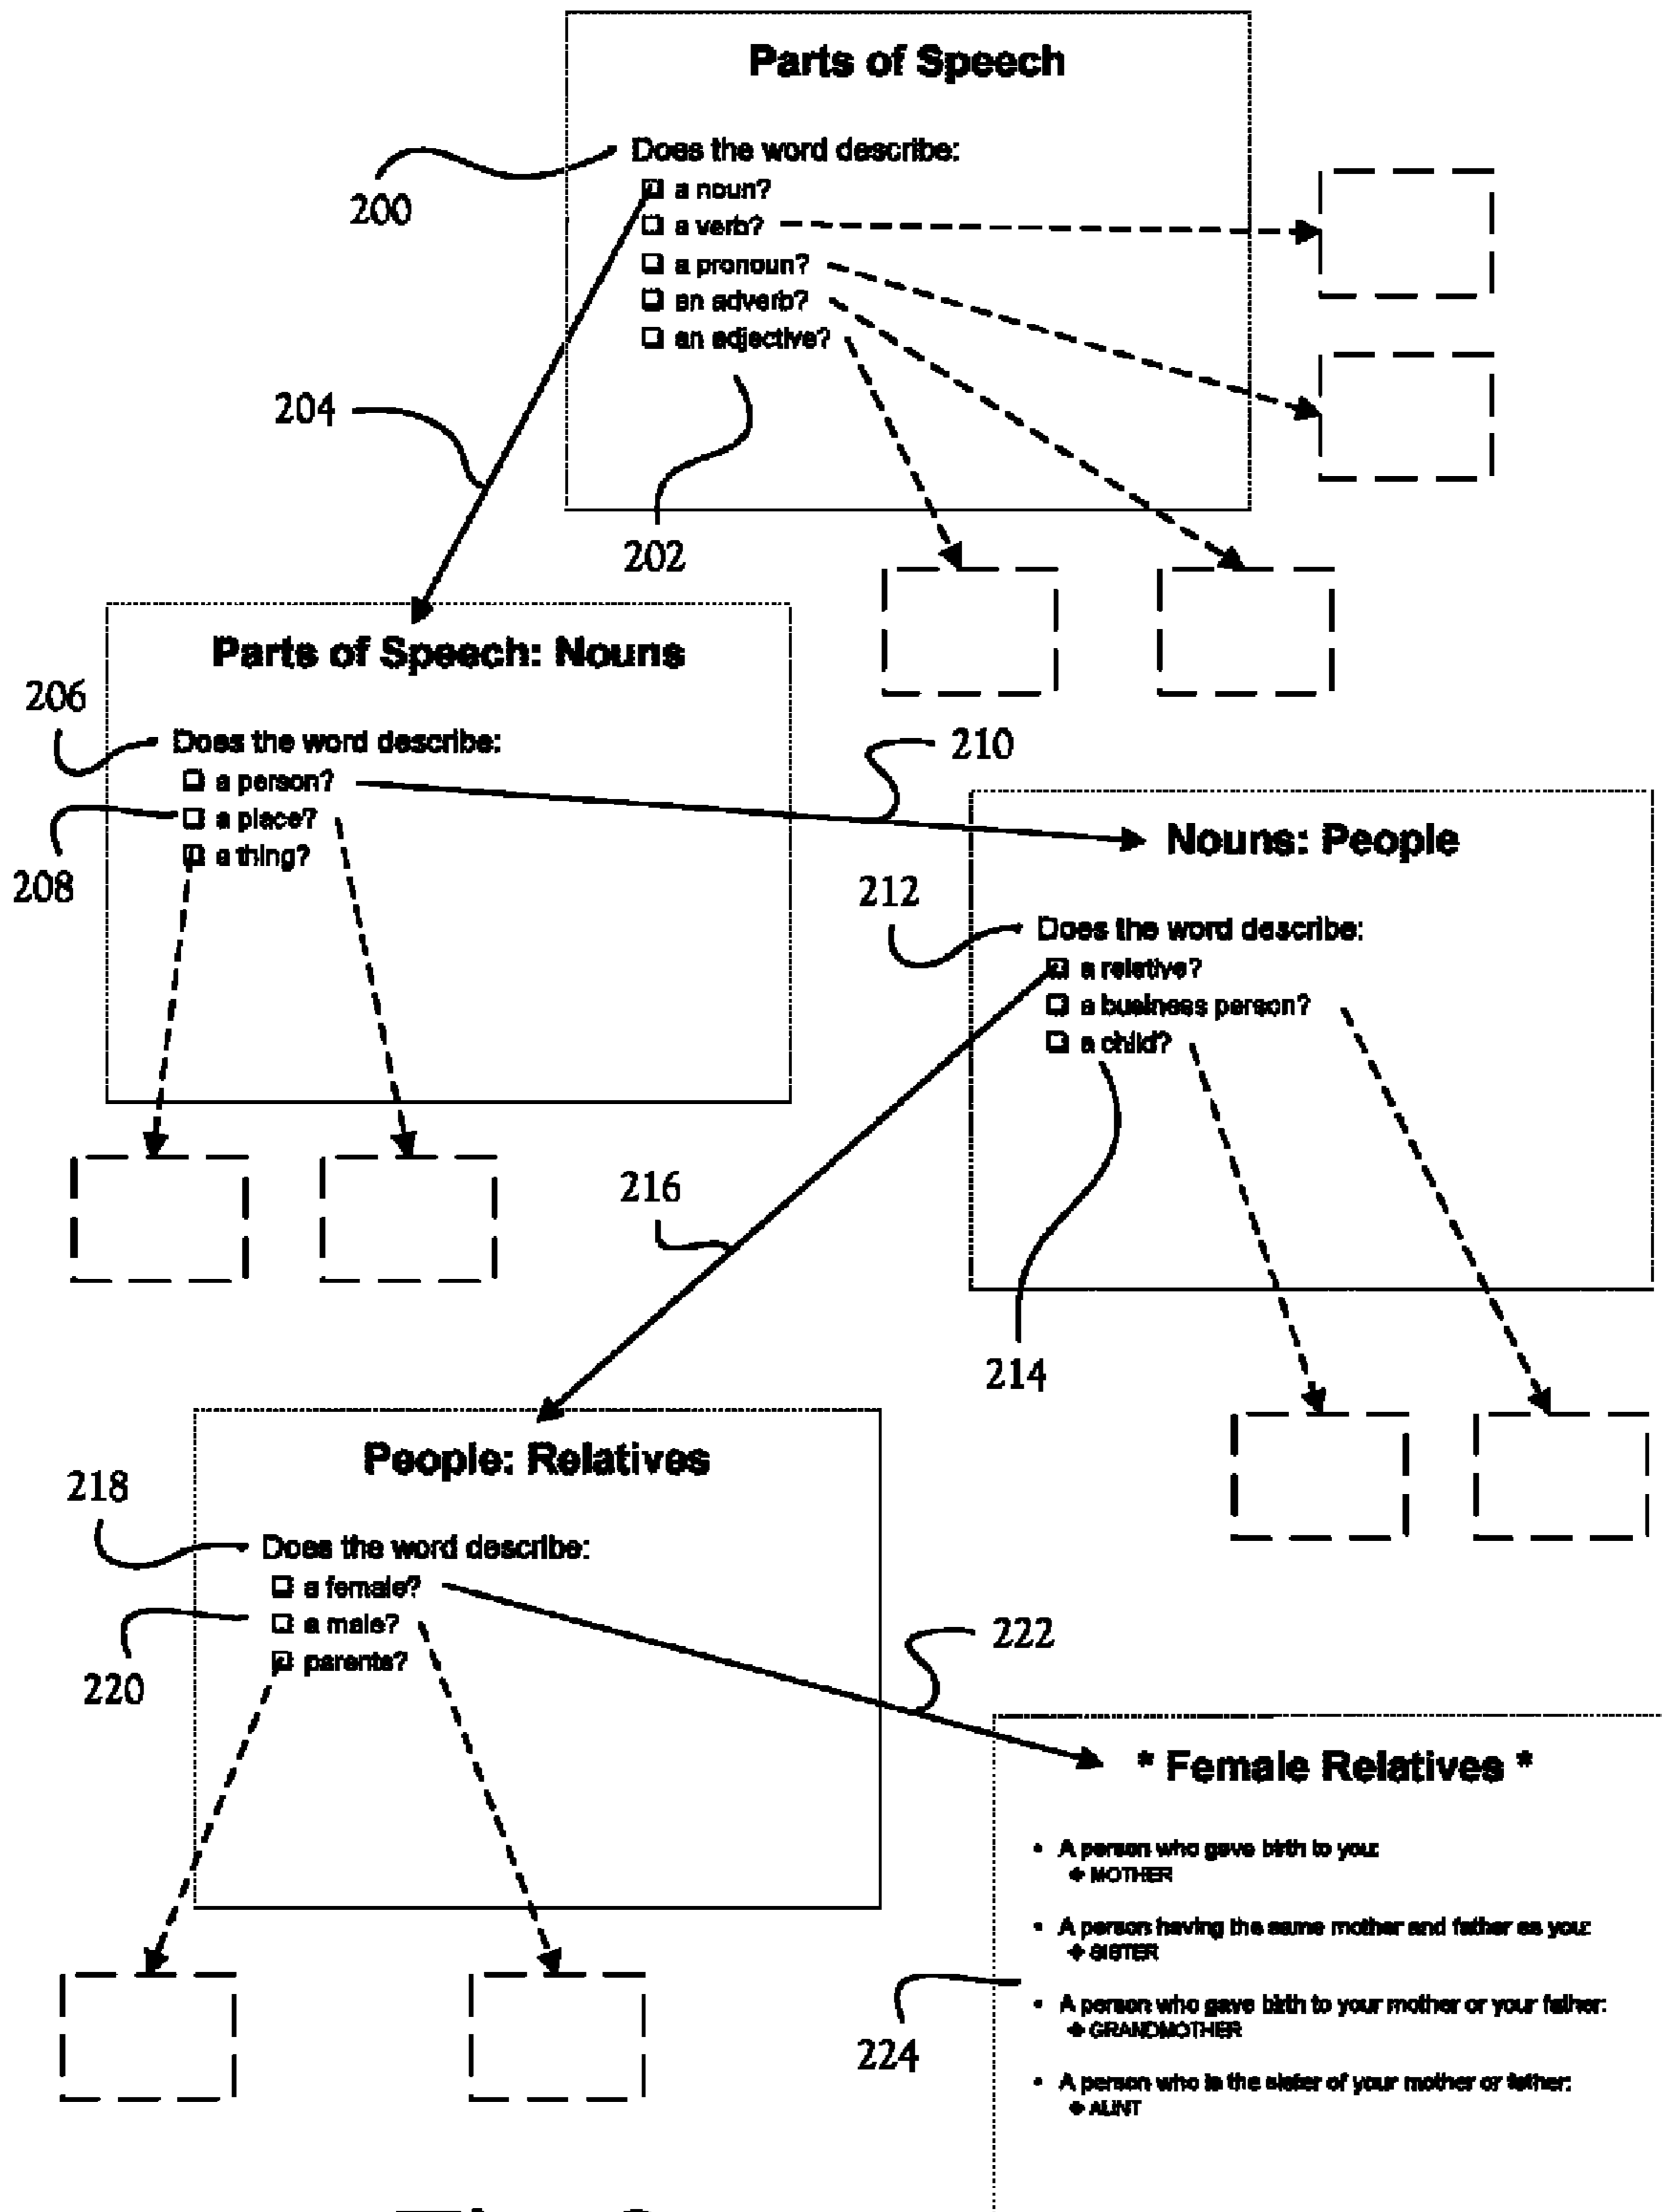 Parts of Speech
Does the word describe:
200
a noun?
a verb?
a pronoun?
an adverb?
an adjective?
204
202
Parts of Speech: Nouns
206
Does the word describe:
a person?
a place?
a thing?
208
210
Nouns: People
212
Does the word describe:
a relative?
a business person?
a child?
214
216
People: Relatives
218
Does the word describe:
a female?
a male?
parents?
220
222
* Female Relatives *
• A person who gave birth to you:
MOTHER
• A person having the same mother and father as you:
SISTER
• A person who gave birth to your mother or your father:
GRANDMOTHER
• A person who is the sister of your mother or father:
AUNT
224